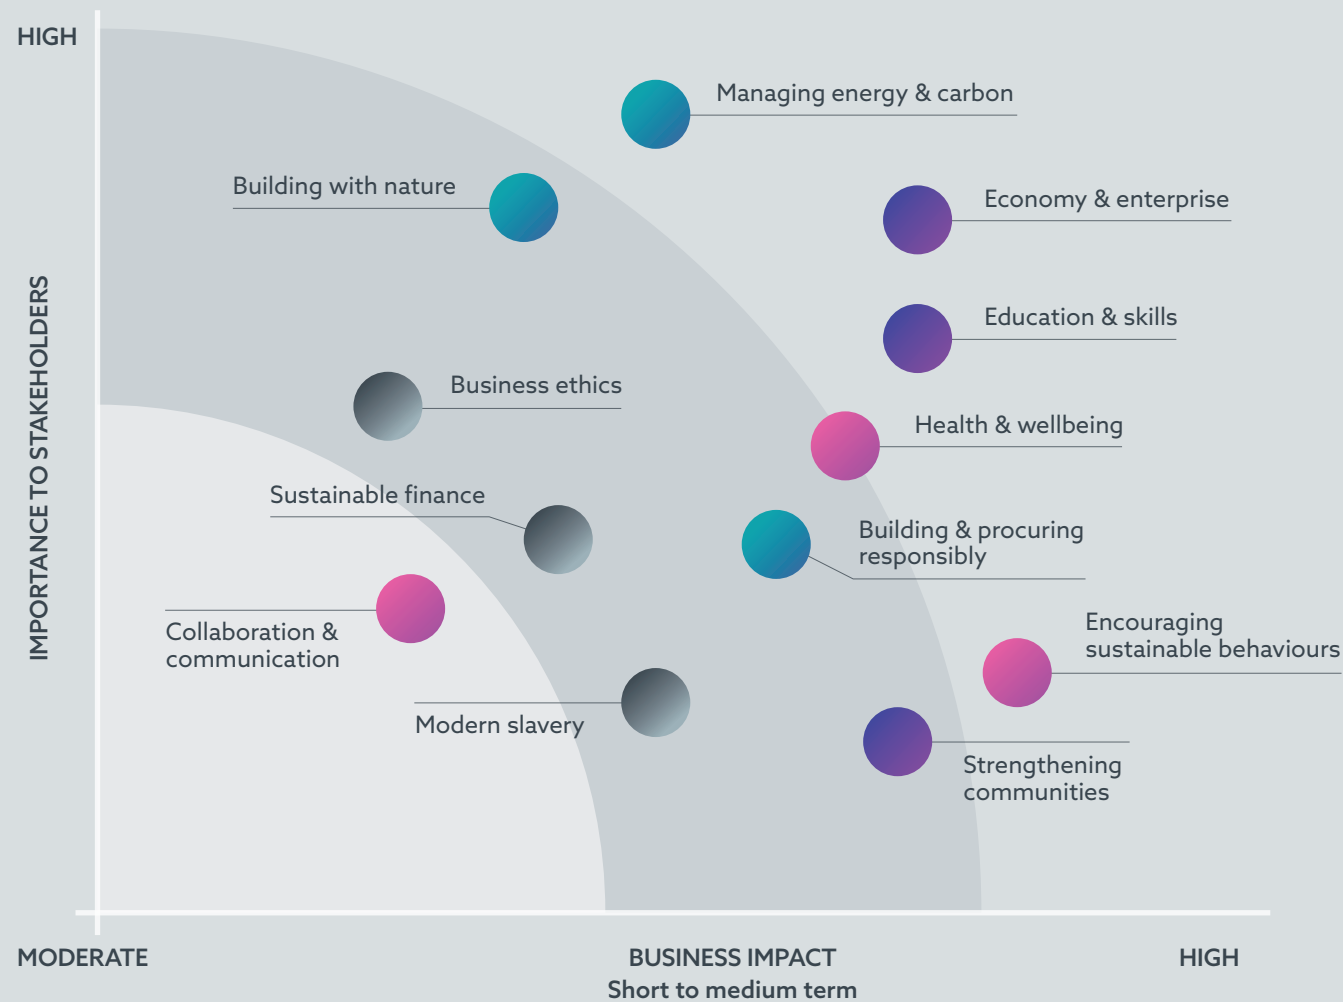 HIGH
Managing energy & carbon
Building with nature
Economy & enterprise
IMPORTANCE TO STAKEHOLDERS
Education & skills
Business ethics
Health & wellbeing
Sustainable finance
Building & procuring
responsibly
Collaboration &
communication
Encouraging
sustainable behaviours
Modern slavery
Strengthening
communities
MODERATE
BUSINESS IMPACT
HIGH
Short to medium term